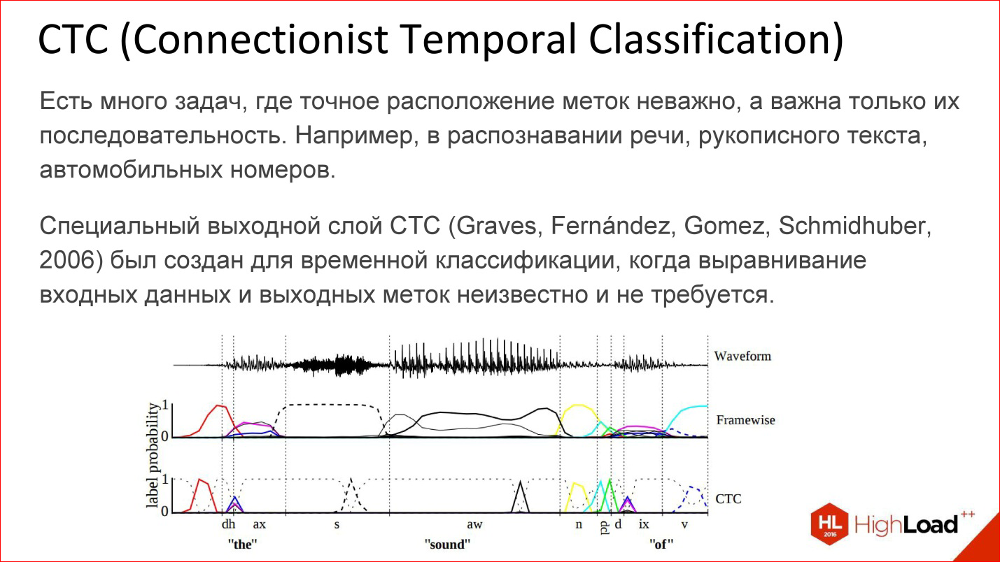 CTC (Connectionist Temporal Classification)
Есть много задач, где точное расположение меток неважно, а важна только их
последовательность. Например, в распознавании речи, рукописного текста,
автомобильных номеров.
Специальный выходной слой CTC (Graves, Fernández, Gomez, Schmidhuber,
2006) был создан для временной классификации, когда выравнивание
входных данных и выходных меток неизвестно и не требуется.
Waveform
label probability
1
0
Framewise
1
0
CTC
dh ax s aw n dcl d ix v
"the" "sound" "of"
HL
2016
HighLoad++